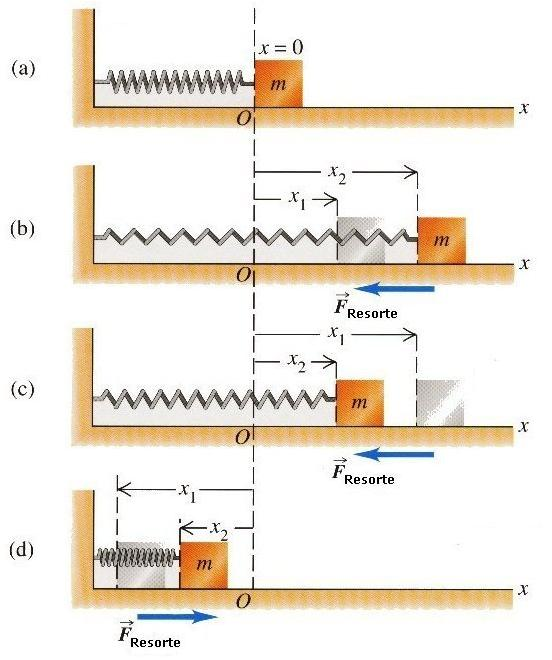 (a)
x = 0
m
O
x
(b)
x₂
x₁
m
O
x
F⃗ Resorte
(c)
x₁
x₂
m
O
x
F⃗ Resorte
(d)
x₁
x₂
m
O
x
F⃗ Resorte